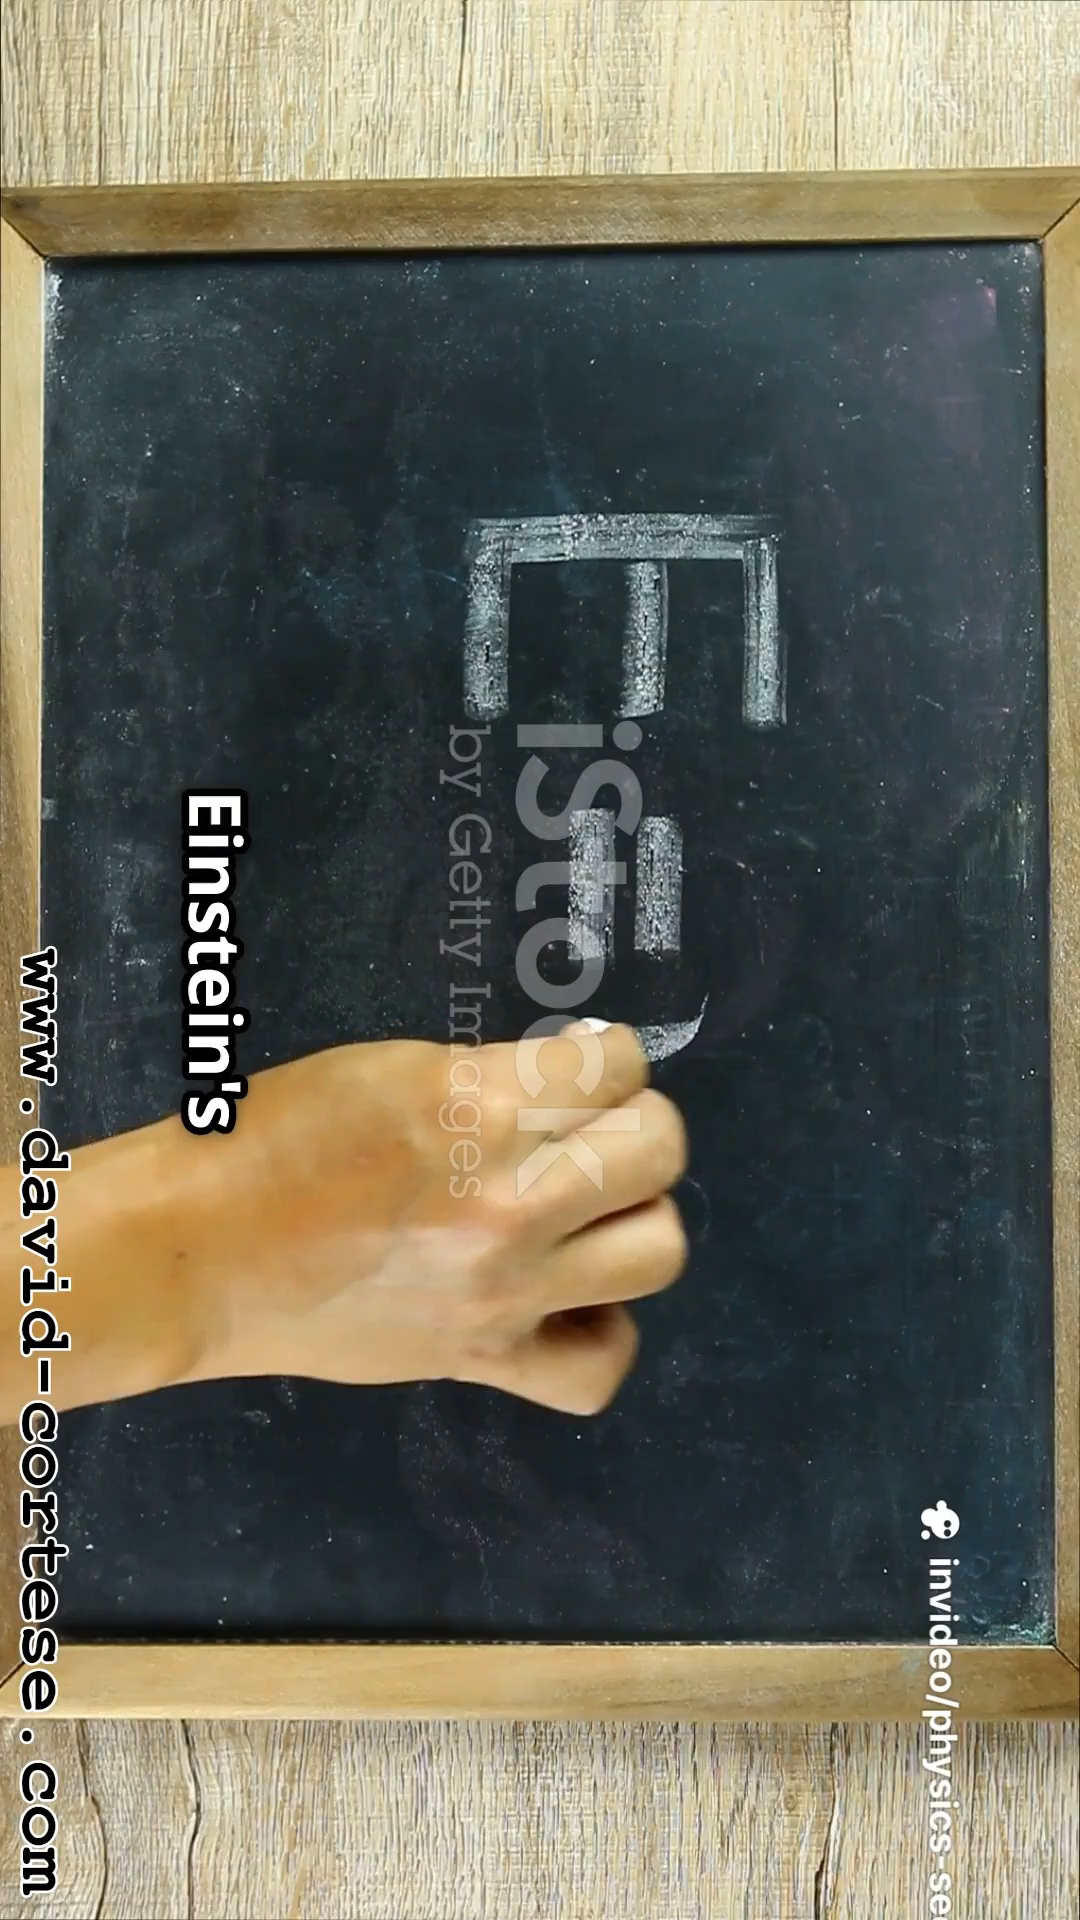 invideo/physics-se
E =
iStock
by Getty Images
Einstein's
www.david-cortese.com